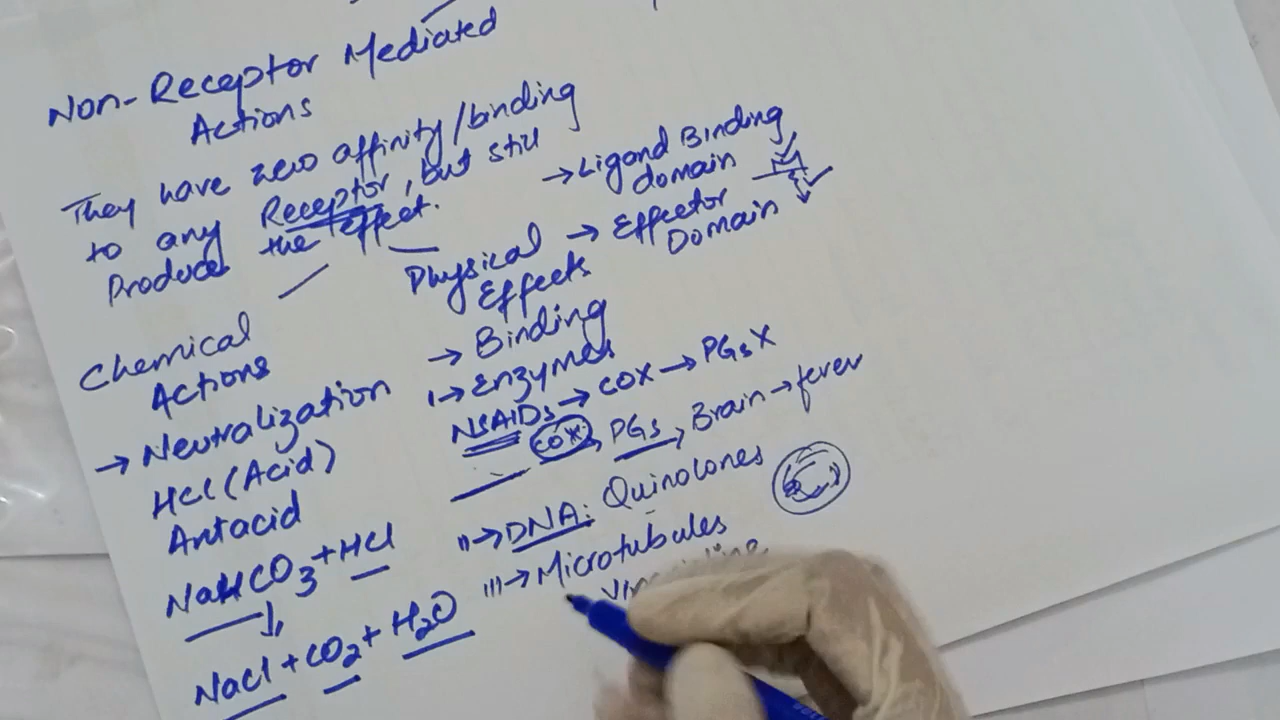 Non-Receptor Mediated
Actions
They have zero affinity/binding
to any Receptor, but still
Produces the effect.
→ Ligand Binding
domain
→ Effector
Domain
Chemical
Actions
→ Neutralization
HCl (Acid)
Antacid
NaHCO3 + HCl
↓
NaCl + CO2 + H2O
Physical
Effects
→ Binding
I→ Enzymes
NSAIDs → COX → PGs X
COX, PGs, Brain → fever
II→ DNA: Quinolones
III→ Microtubules